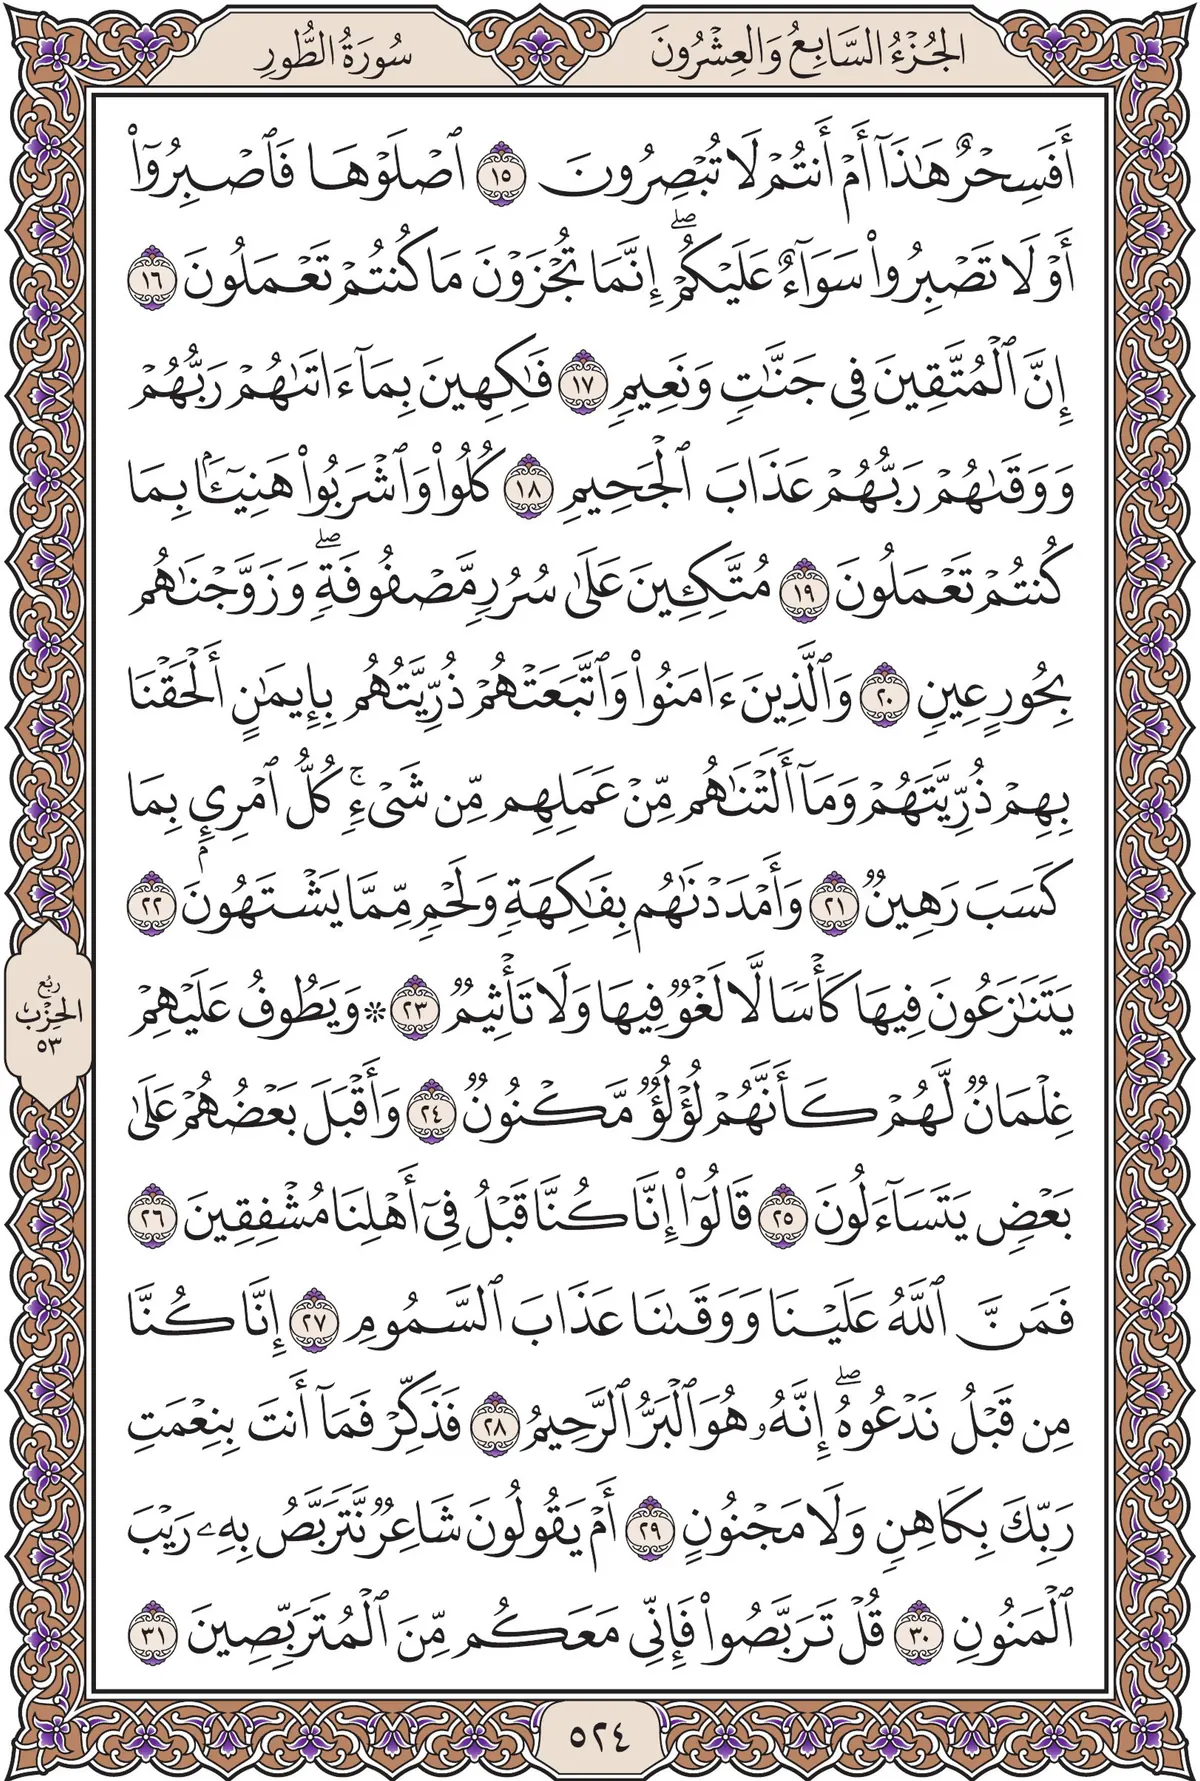 الجُزْءُ السَّابِعُ وَالعِشْرُونَ
سُورَةُ الطُّورِ
أَفَسِحْرٌ هَٰذَآ أَمْ أَنتُمْ لَا تُبْصِرُونَ ١٥ ٱصْلَوْهَا فَٱصْبِرُوٓا۟
أَوْ لَا تَصْبِرُوا۟ سَوَآءٌ عَلَيْكُمْ ۖ إِنَّمَا تُجْزَوْنَ مَا كُنتُمْ تَعْمَلُونَ ١٦
إِنَّ ٱلْمُتَّقِينَ فِى جَنَّٰتٍ وَنَعِيمٍ ١٧ فَٰكِهِينَ بِمَآ ءَاتَىٰهُمْ رَبُّهُمْ
وَوَقَىٰهُمْ رَبُّهُمْ عَذَابَ ٱلْجَحِيمِ ١٨ كُلُوا۟ وَٱشْرَبُوا۟ هَنِيٓـًٔۢا بِمَا
كُنتُمْ تَعْمَلُونَ ١٩ مُتَّكِـِٔينَ عَلَىٰ سُرُرٍ مَّصْفُوفَةٍ ۖ وَزَوَّجْنَٰهُم
بِحُورٍ عِينٍ ٢٠ وَٱلَّذِينَ ءَامَنُوا۟ وَٱتَّبَعَتْهُمْ ذُرِّيَّتُهُم بِإِيمَٰنٍ أَلْحَقْنَا
بِهِمْ ذُرِّيَّتَهُمْ وَمَآ أَلَتْنَٰهُم مِّنْ عَمَلِهِم مِّن شَىْءٍ ۚ كُلُّ ٱمْرِئٍۭ بِمَا
كَسَبَ رَهِينٌ ٢١ وَأَمْدَدْنَٰهُم بِفَٰكِهَةٍ وَلَحْمٍ مِّمَّا يَشْتَهُونَ ٢٢
يَتَنَٰزَعُونَ فِيهَا كَأْسًا لَّا لَغْوٌ فِيهَا وَلَا تَأْثِيمٌ ٢٣ ۞ وَيَطُوفُ عَلَيْهِمْ
رُبُع
الحِزْب
٥٣
غِلْمَانٌ لَّهُمْ كَأَنَّهُمْ لُؤْلُؤٌ مَّكْنُونٌ ٢٤ وَأَقْبَلَ بَعْضُهُمْ عَلَىٰ
بَعْضٍ يَتَسَآءَلُونَ ٢٥ قَالُوٓا۟ إِنَّا كُنَّا قَبْلُ فِىٓ أَهْلِنَا مُشْفِقِينَ ٢٦
فَمَنَّ ٱللَّهُ عَلَيْنَا وَوَقَىٰنَا عَذَابَ ٱلسَّمُومِ ٢٧ إِنَّا كُنَّا
مِن قَبْلُ نَدْعُوهُ ۖ إِنَّهُۥ هُوَ ٱلْبَرُّ ٱلرَّحِيمُ ٢٨ فَذَكِّرْ فَمَآ أَنتَ بِنِعْمَتِ
رَبِّكَ بِكَاهِنٍ وَلَا مَجْنُونٍ ٢٩ أَمْ يَقُولُونَ شَاعِرٌ نَّتَرَبَّصُ بِهِۦ رَيْبَ
ٱلْمَنُونِ ٣٠ قُلْ تَرَبَّصُوا۟ فَإِنِّى مَعَكُم مِّنَ ٱلْمُتَرَبِّصِينَ ٣١
٥٢٤